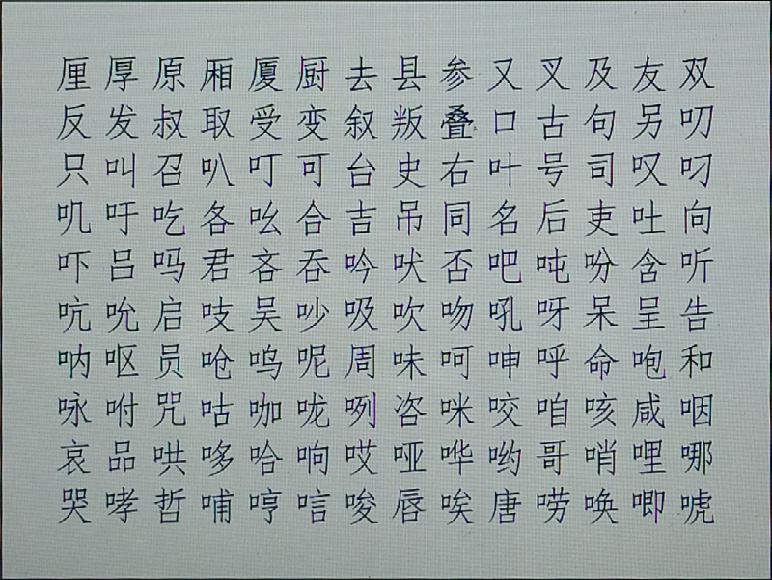 厘厚原厢厦厨去县参又叉及友双
反发叔取受变叙叛叠口古句另叨
只叫召叭叮可台史右叶号司叹叼
叽吁吃各吆合吉吊同名后吏吐向
吓吕吗君吝吞吟吠否吧吨吩含听
吭吮启吱吴吵吸吹吻吼呀呆呈告
呐呕员呛呜呢周味呵呻呼命咆和
咏咐咒咕咖咙咧咨咪咬咱咳咸咽
哀品哄哆哈响哎哑哗哟哥哨哩哪
哭哮哲哺哼唁唆唇唉唐唠唤唧唬